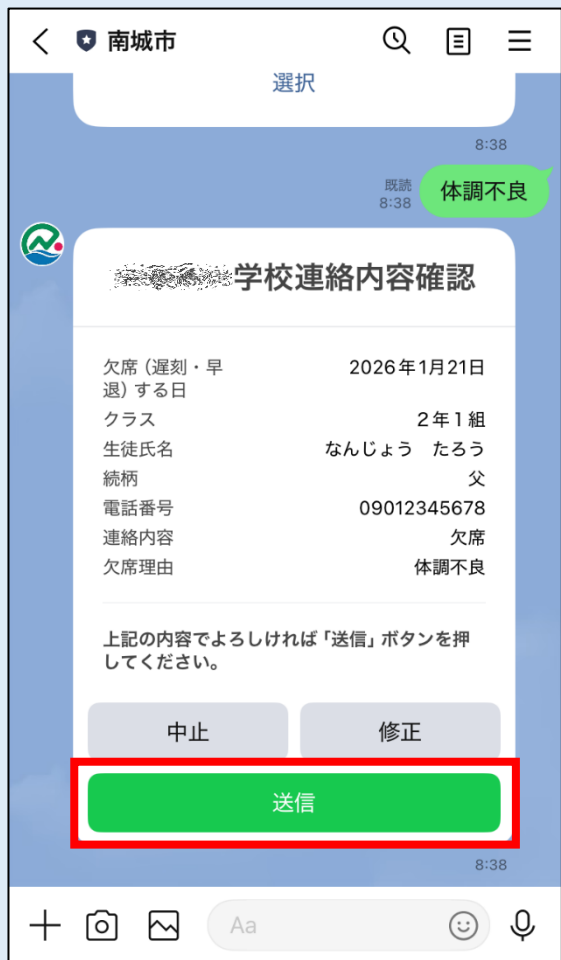 南城市
選択
8:38
既読
8:38
体調不良
学校連絡内容確認
欠席（遅刻・早
退）する日
2026年1月21日
クラス
２年１組
生徒氏名
なんじょう　たろう
続柄
父
電話番号
09012345678
連絡内容
欠席
欠席理由
体調不良
上記の内容でよろしければ「送信」ボタンを押
してください。
中止
修正
送信
8:38
Aa